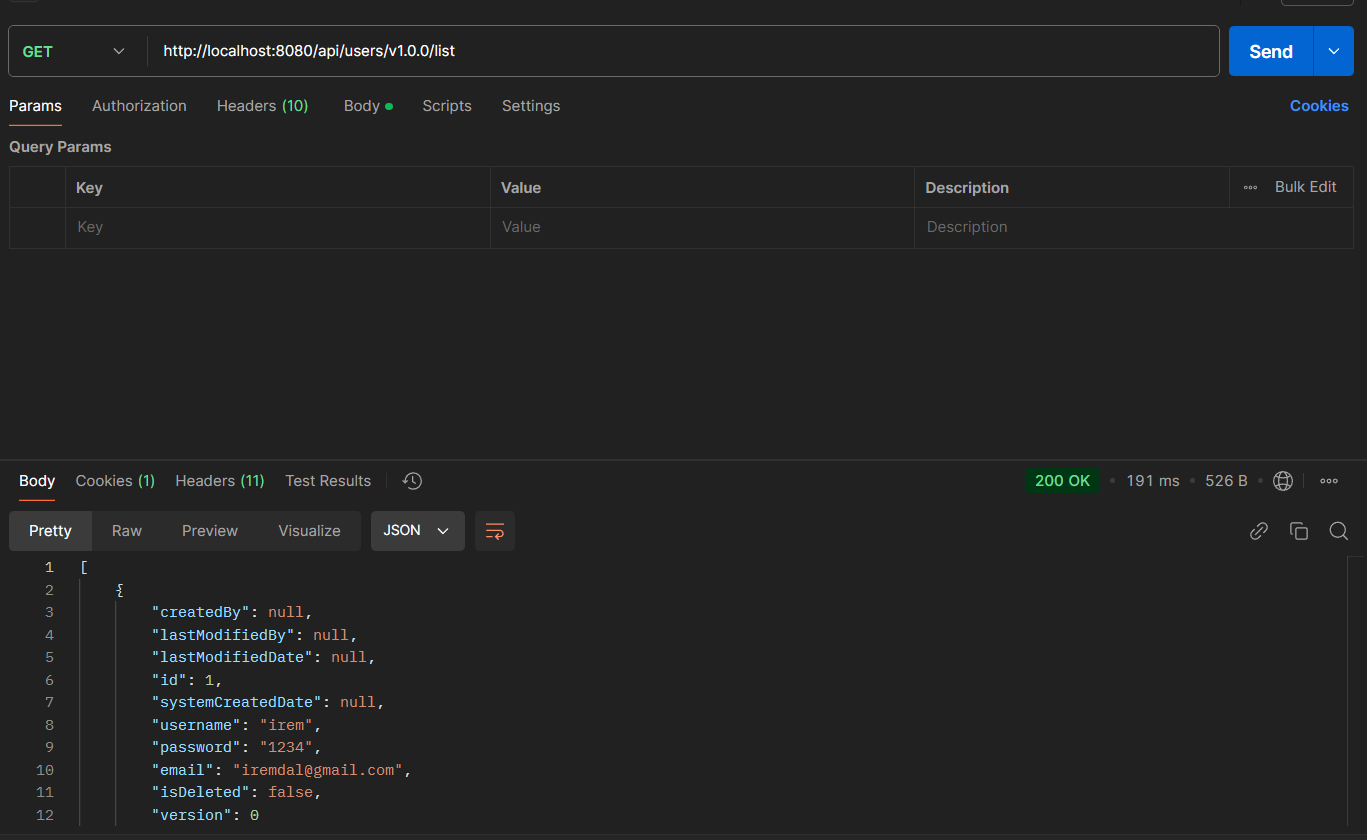 GET http://localhost:8080/api/users/v1.0.0/list Send
Params Authorization Headers (10) Body Scripts Settings Cookies
Query Params
Key Value Description Bulk Edit
Key Value Description
Body Cookies (1) Headers (11) Test Results 200 OK 191 ms 526 B
Pretty Raw Preview Visualize JSON
1 [
2 {
3 "createdBy": null,
4 "lastModifiedBy": null,
5 "lastModifiedDate": null,
6 "id": 1,
7 "systemCreatedDate": null,
8 "username": "irem",
9 "password": "1234",
10 "email": "iremdal@gmail.com",
11 "isDeleted": false,
12 "version": 0